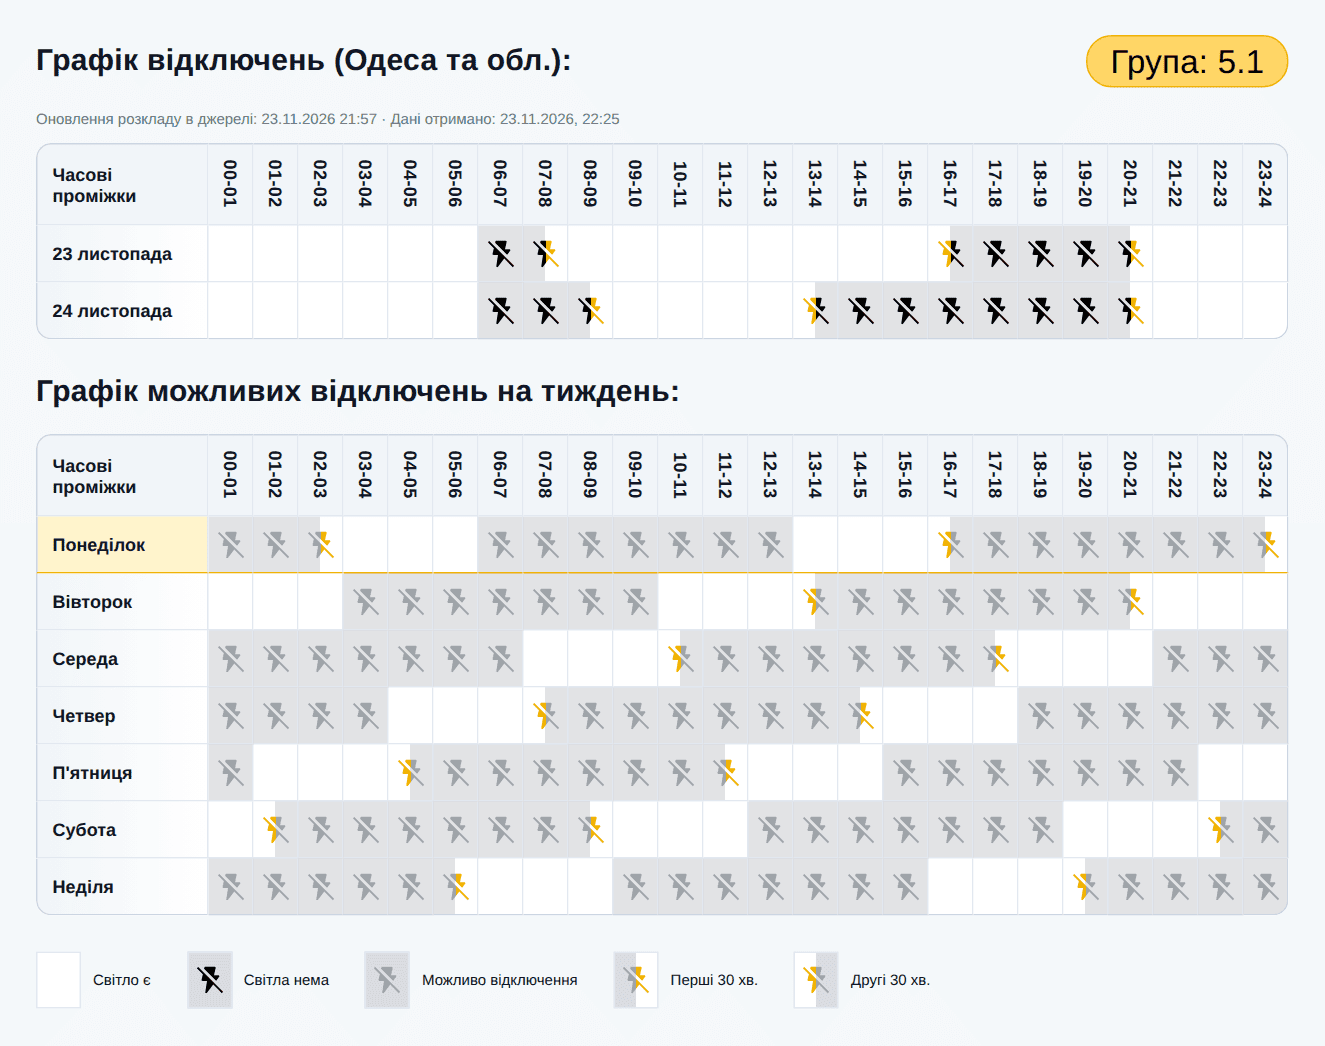 Графік відключень (Одеса та обл.):
Група: 5.1
Оновлення розкладу в джерелі: 23.11.2026 21:57 · Дані отримано: 23.11.2026, 22:25
Часові
проміжки
00-01 01-02 02-03 03-04 04-05 05-06 06-07 07-08 08-09 09-10 10-11 11-12 12-13 13-14 14-15 15-16 16-17 17-18 18-19 19-20 20-21 21-22 22-23 23-24
23 листопада
24 листопада
Графік можливих відключень на тиждень:
Часові
проміжки
00-01 01-02 02-03 03-04 04-05 05-06 06-07 07-08 08-09 09-10 10-11 11-12 12-13 13-14 14-15 15-16 16-17 17-18 18-19 19-20 20-21 21-22 22-23 23-24
Понеділок
Вівторок
Середа
Четвер
П'ятниця
Субота
Неділя
Світло є
Світла нема
Можливо відключення
Перші 30 хв.
Другі 30 хв.